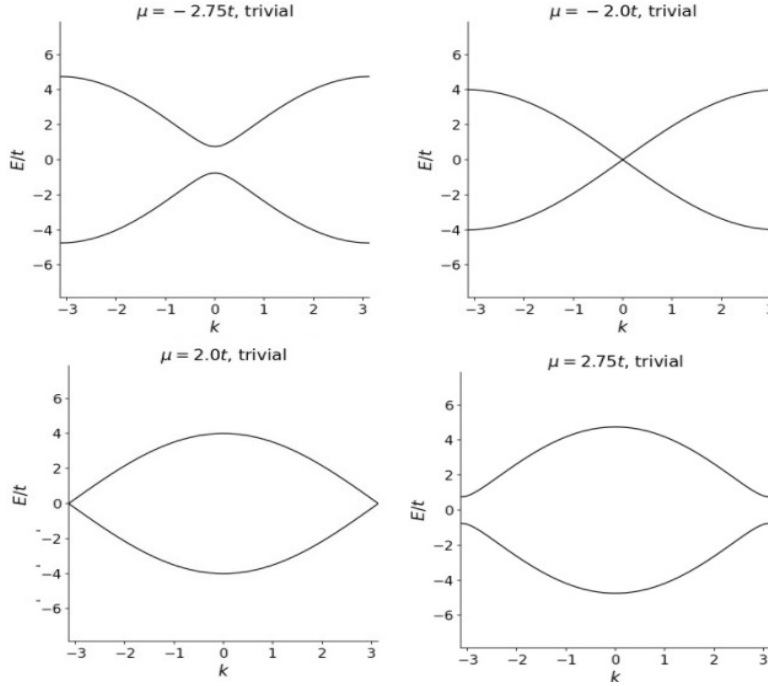 μ = −2.75t, trivial
μ = −2.0t, trivial
6
4
2
0
−2
−4
−6
E/t
−3 −2 −1 0 1 2 3
k
6
4
2
0
−2
−4
−6
E/t
−3 −2 −1 0 1 2
k
μ = 2.0t, trivial
μ = 2.75t, trivial
6
4
2
0
−2
−4
−6
E/t
−3 −2 −1 0 1 2 3
k
6
4
2
0
−2
−4
−6
E/t
−3 −2 −1 0 1 2 3
k